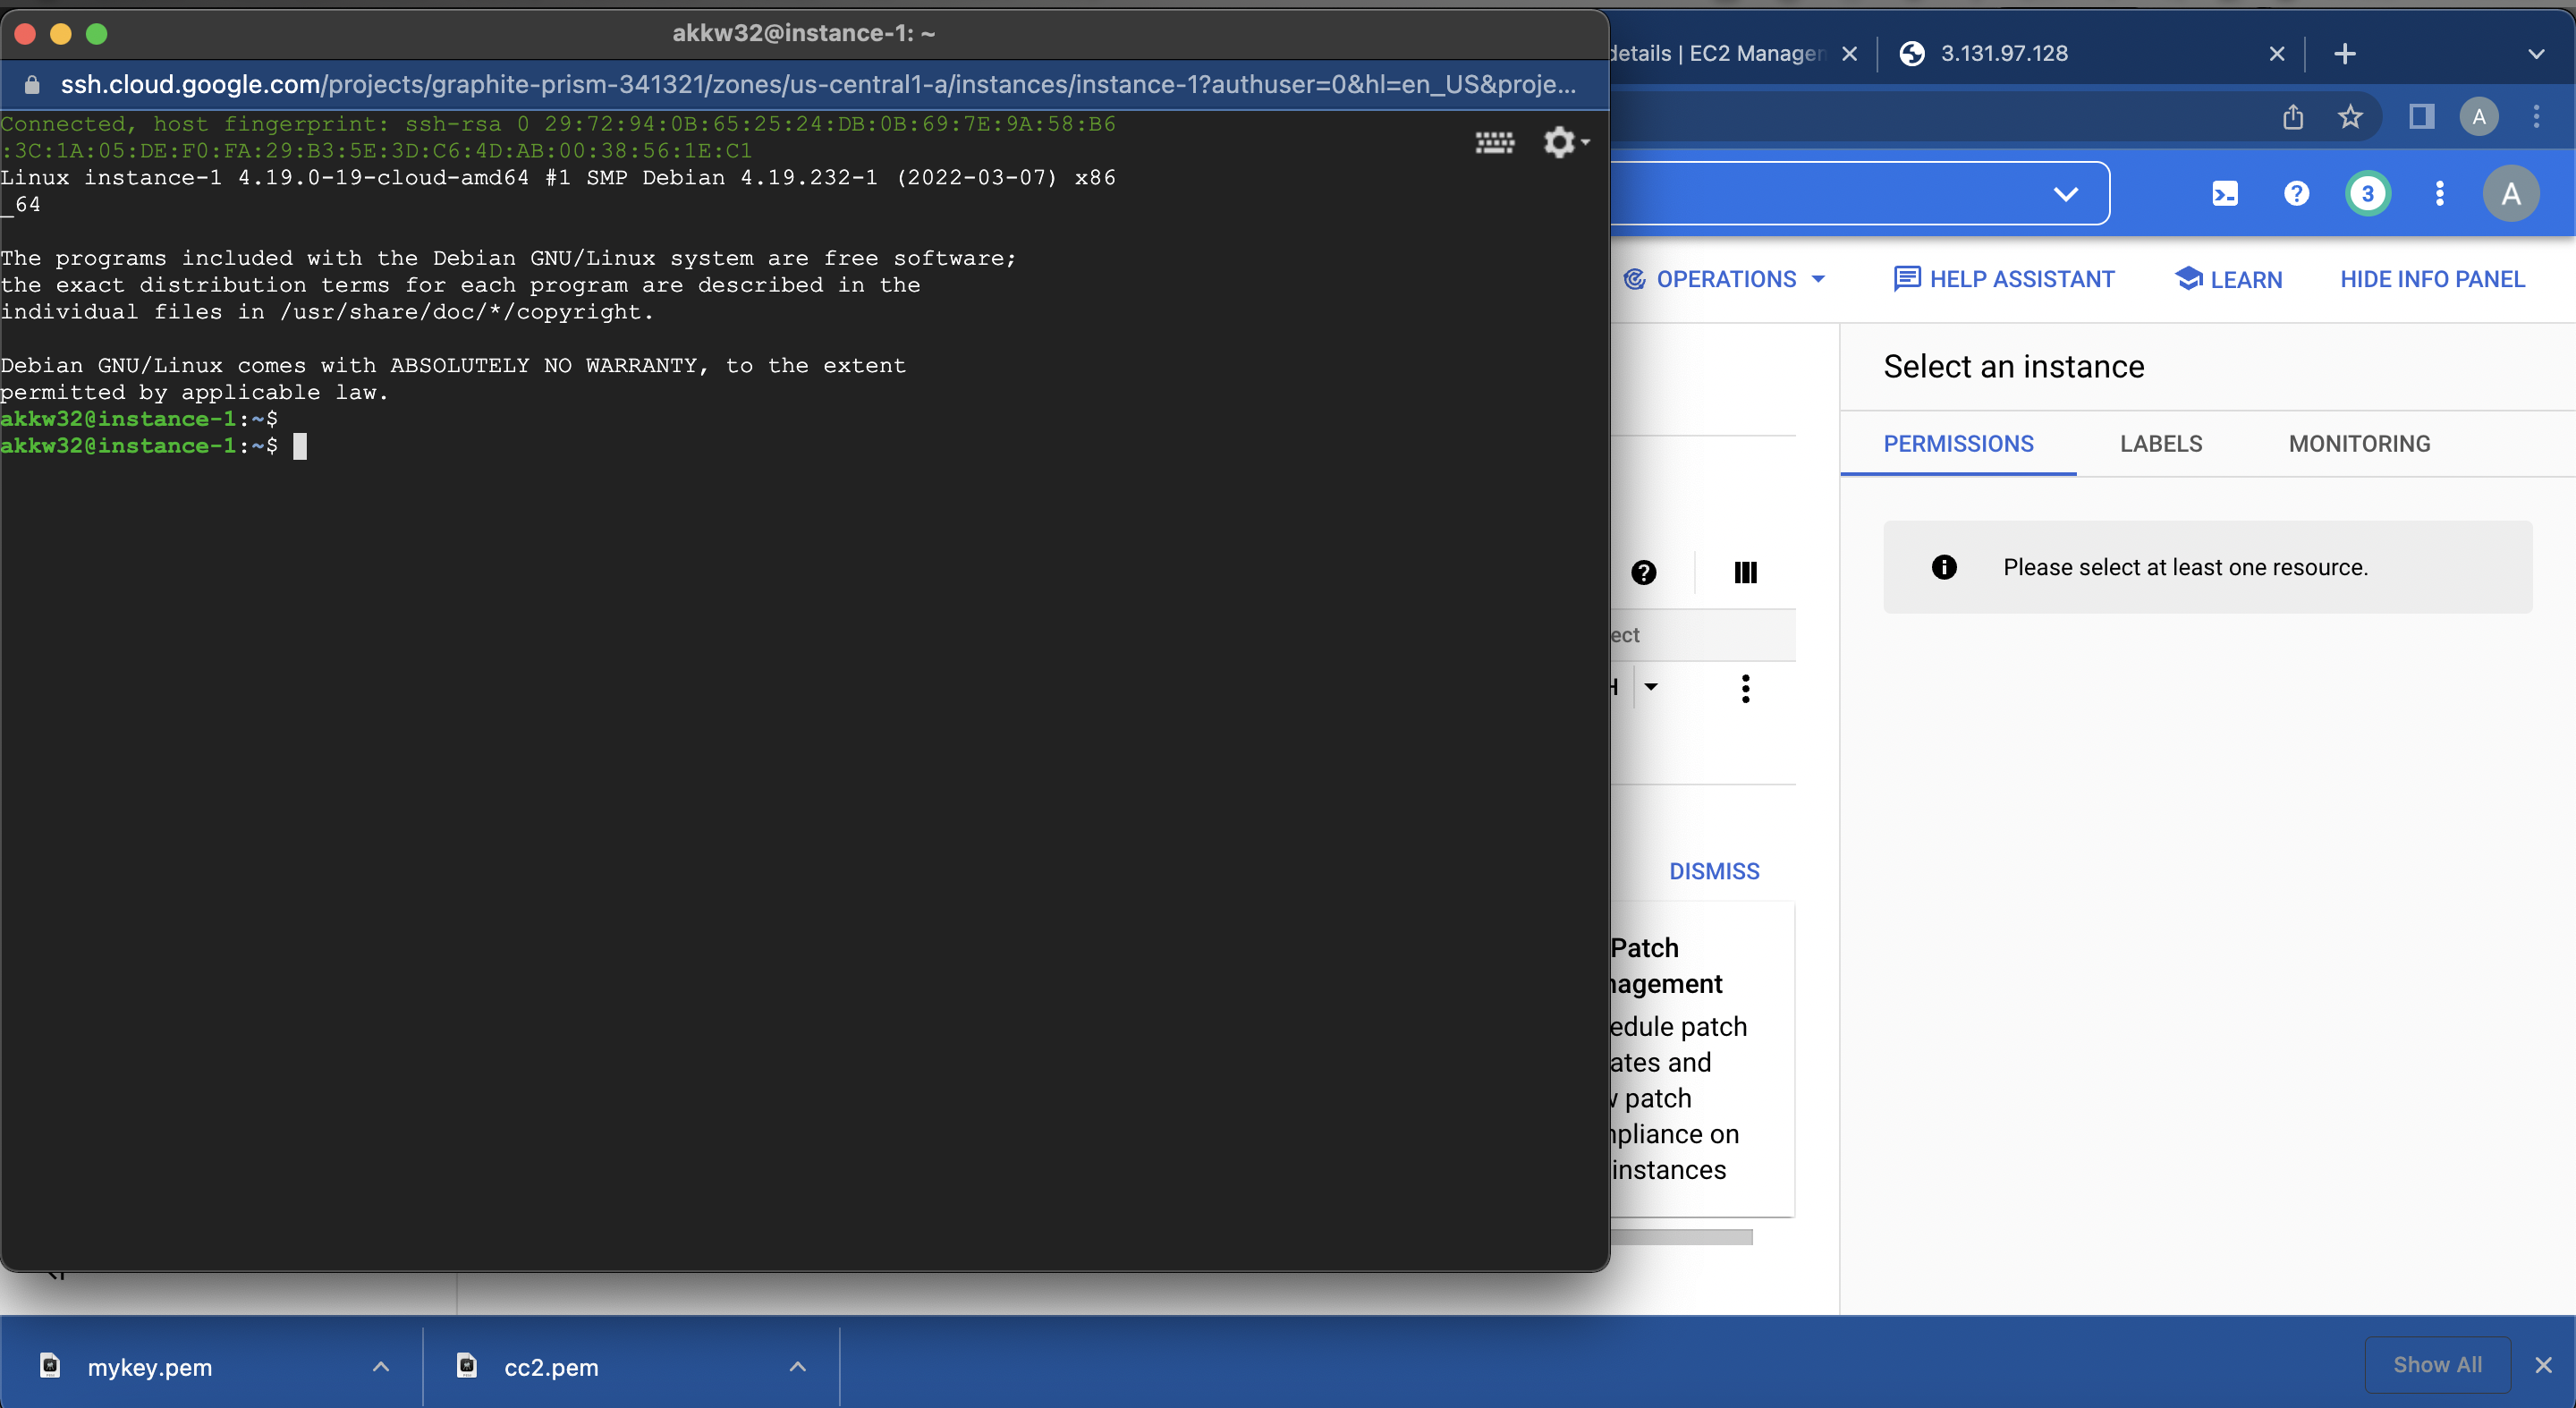 akkw32@instance-1: ~
details | EC2 Manager
3.131.97.128
ssh.cloud.google.com/projects/graphite-prism-341321/zones/us-central1-a/instances/instance-1?authuser=0&hl=en_US&proje...
A
Connected, host fingerprint: ssh-rsa 0 29:72:94:0B:65:25:24:DB:0B:69:7E:9A:58:B6
:3C:1A:05:DE:F0:FA:29:B3:5E:3D:C6:4D:AB:00:38:56:1E:C1
Linux instance-1 4.19.0-19-cloud-amd64 #1 SMP Debian 4.19.232-1 (2022-03-07) x86
_64
3
A
The programs included with the Debian GNU/Linux system are free software;
the exact distribution terms for each program are described in the
individual files in /usr/share/doc/*/copyright.
Debian GNU/Linux comes with ABSOLUTELY NO WARRANTY, to the extent
permitted by applicable law.
akkw32@instance-1:~$
akkw32@instance-1:~$
OPERATIONS
HELP ASSISTANT
LEARN
HIDE INFO PANEL
Select an instance
PERMISSIONS
LABELS
MONITORING
Please select at least one resource.
ect
H
DISMISS
Patch
nagement
edule patch
ates and
w patch
npliance on
instances
mykey.pem
cc2.pem
Show All